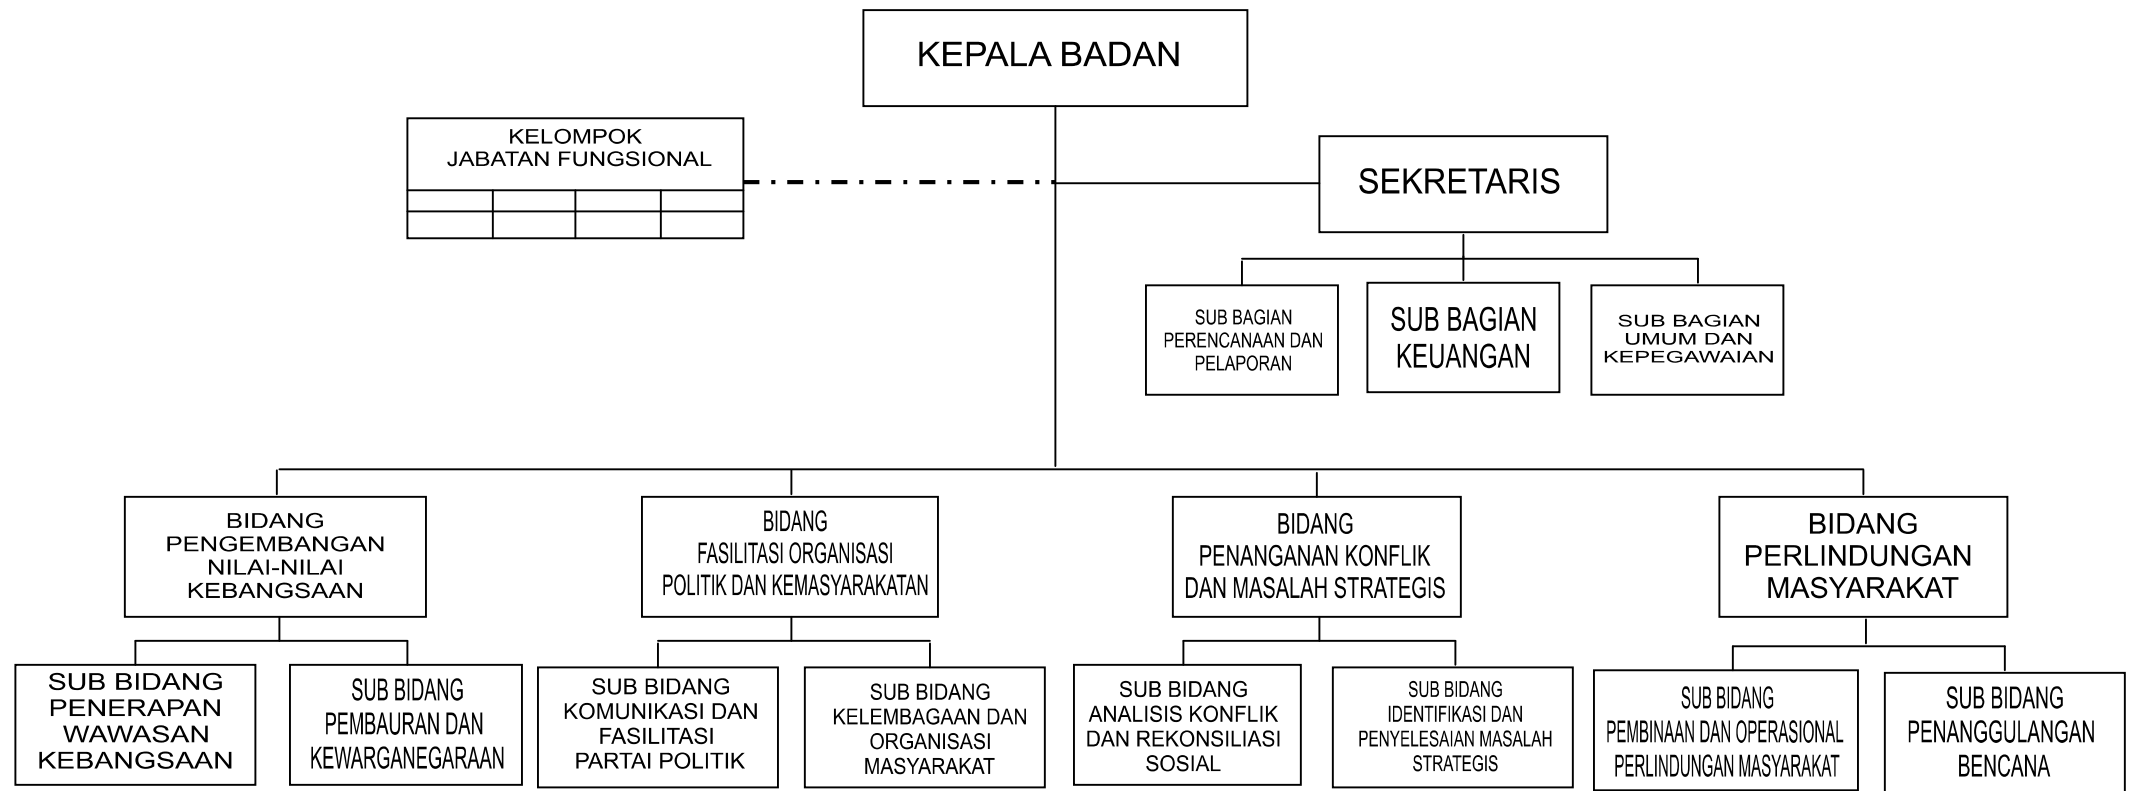 KEPALA BADAN
KELOMPOK
JABATAN FUNGSIONAL
SEKRETARIS
SUB BAGIAN
PERENCANAAN DAN
PELAPORAN
SUB BAGIAN
KEUANGAN
SUB BAGIAN
UMUM DAN
KEPEGAWAIAN
BIDANG
PENGEMBANGAN
NILAI-NILAI
KEBANGSAAN
BIDANG
FASILITASI ORGANISASI
POLITIK DAN KEMASYARAKATAN
BIDANG
PENANGANAN KONFLIK
DAN MASALAH STRATEGIS
BIDANG
PERLINDUNGAN
MASYARAKAT
SUB BIDANG
PENERAPAN
WAWASAN
KEBANGSAAN
SUB BIDANG
PEMBAURAN DAN
KEWARGANEGARAAN
SUB BIDANG
KOMUNIKASI DAN
FASILITASI
PARTAI POLITIK
SUB BIDANG
KELEMBAGAAN DAN
ORGANISASI
MASYARAKAT
SUB BIDANG
ANALISIS KONFLIK
DAN REKONSILIASI
SOSIAL
SUB BIDANG
IDENTIFIKASI DAN
PENYELESAIAN MASALAH
STRATEGIS
SUB BIDANG
PEMBINAAN DAN OPERASIONAL
PERLINDUNGAN MASYARAKAT
SUB BIDANG
PENANGGULANGAN
BENCANA